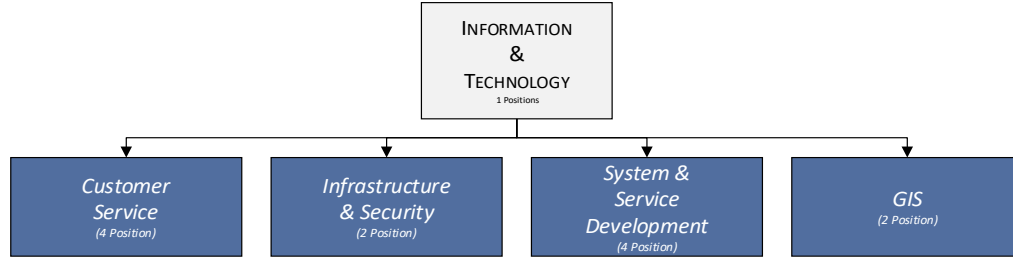 INFORMATION
&
TECHNOLOGY
1 Positions
Customer
Service
(4 Position)
Infrastructure
& Security
(2 Position)
System &
Service
Development
(4 Position)
GIS
(2 Position)